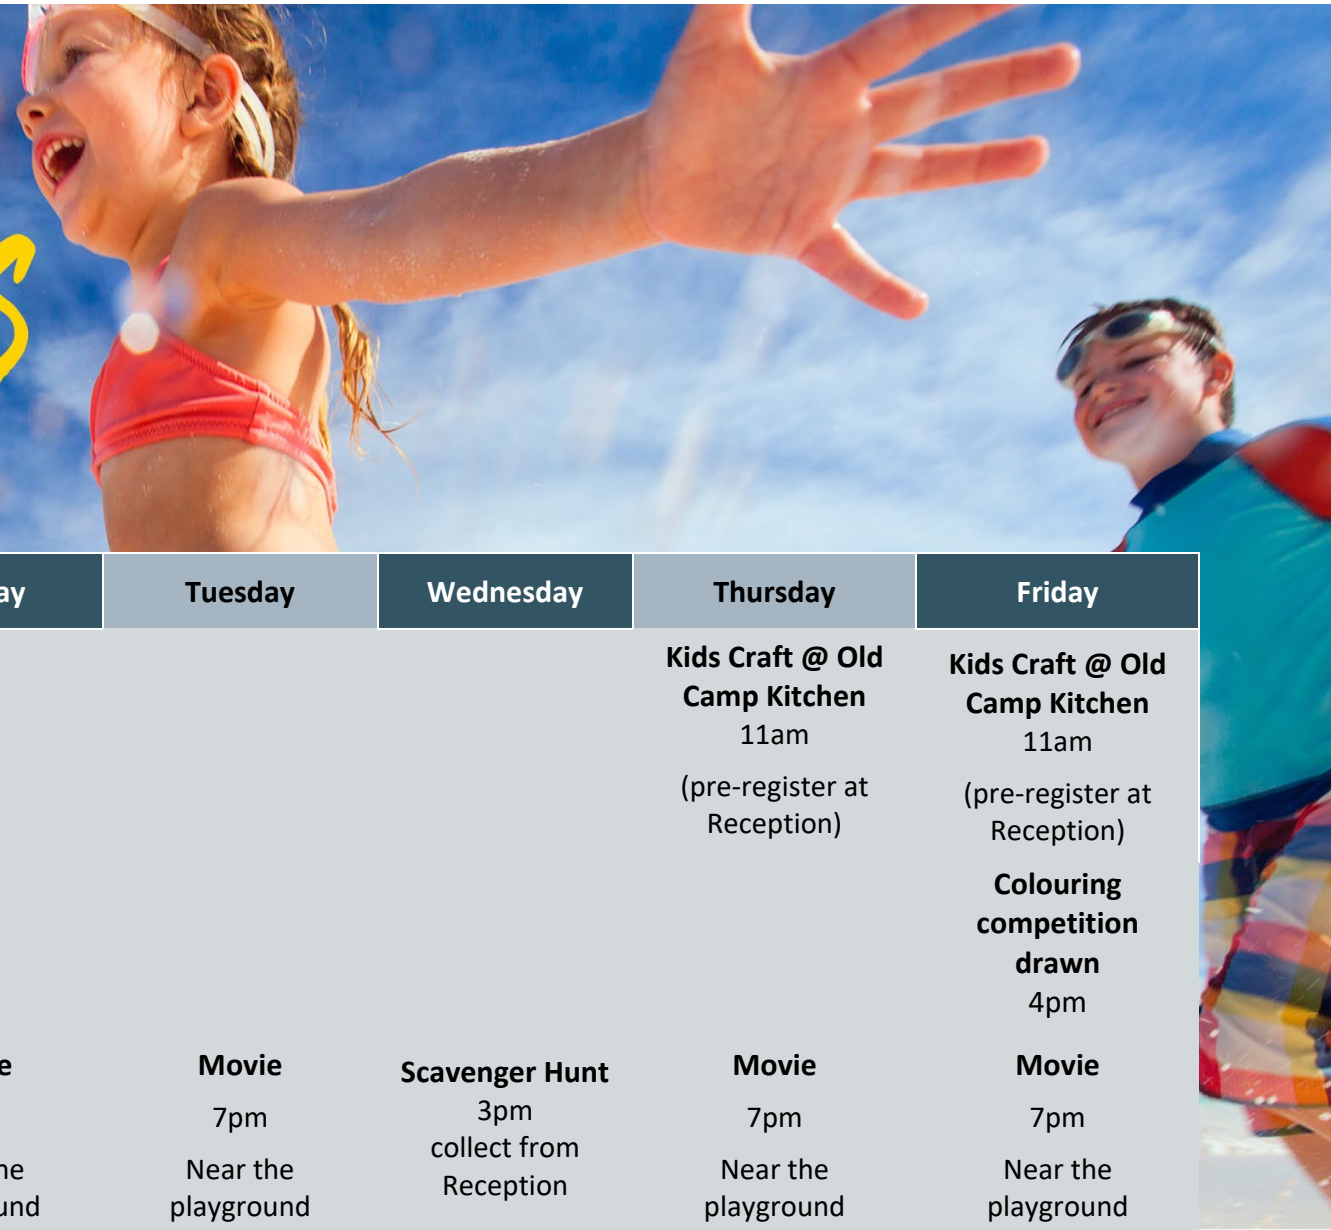 Tuesday
Wednesday
Thursday
Friday
Kids Craft @ Old
Camp Kitchen
11am
(pre-register at
Reception)
Kids Craft @ Old
Camp Kitchen
11am
(pre-register at
Reception)
Colouring
competition
drawn
4pm
Movie
7pm
Near the
playground
Scavenger Hunt
3pm
collect from
Reception
Movie
7pm
Near the
playground
Movie
7pm
Near the
playground